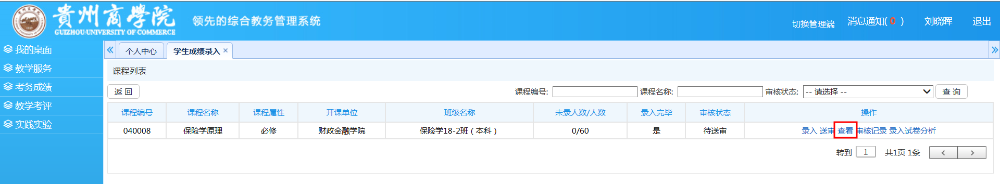 貴州商學院 领先的综合教务管理系统
GUIZHOU UNIVERSITY OF COMMERCE
切换管理端 消息通知( 0 ) 刘晓晖 退出
我的桌面
教学服务
考务成绩
教学考评
实践实验
个人中心 学生成绩录入 ×
课程列表
返 回 课程编号: 课程名称: 审核状态: -- 请选择 -- 查 询
课程编号 课程名称 课程属性 开课单位 班级名称 未录人数/人数 录入完毕 审核状态 操作
040008 保险学原理 必修 财政金融学院 保险学18-2班（本科） 0/60 是 待送审 录入 送审 查看 审核记录 录入试卷分析
转到 1 共1页 1条 < >